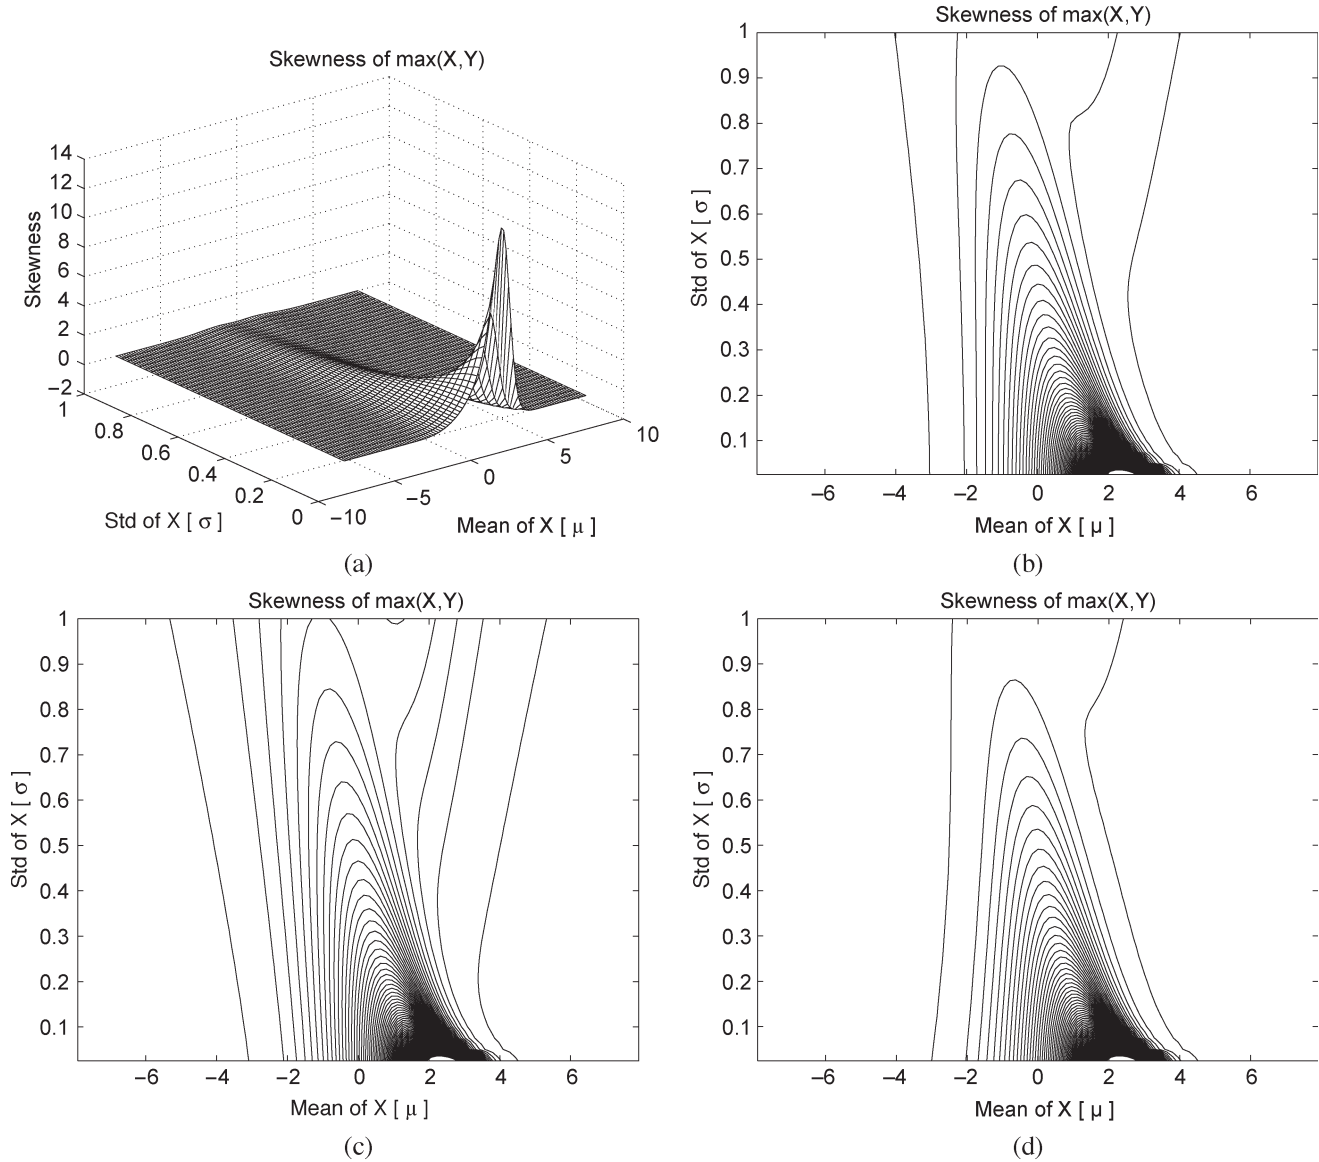 Skewness of max(X,Y)
14
12
10
8
6
4
2
0
−2
Skewness
1
0.8
0.6
0.4
0.2
0
Std of X [ σ ]
−10
−5
0
5
10
Mean of X [ μ ]
(a)
Skewness of max(X,Y)
1
0.9
0.8
0.7
0.6
0.5
0.4
0.3
0.2
0.1
Std of X [ σ ]
−6 −4 −2 0 2 4 6
Mean of X [ μ ]
(b)
Skewness of max(X,Y)
1
0.9
0.8
0.7
0.6
0.5
0.4
0.3
0.2
0.1
Std of X [ σ ]
−6 −4 −2 0 2 4 6
Mean of X [ μ ]
(c)
Skewness of max(X,Y)
1
0.9
0.8
0.7
0.6
0.5
0.4
0.3
0.2
0.1
Std of X [ σ ]
−6 −4 −2 0 2 4 6
Mean of X [ μ ]
(d)